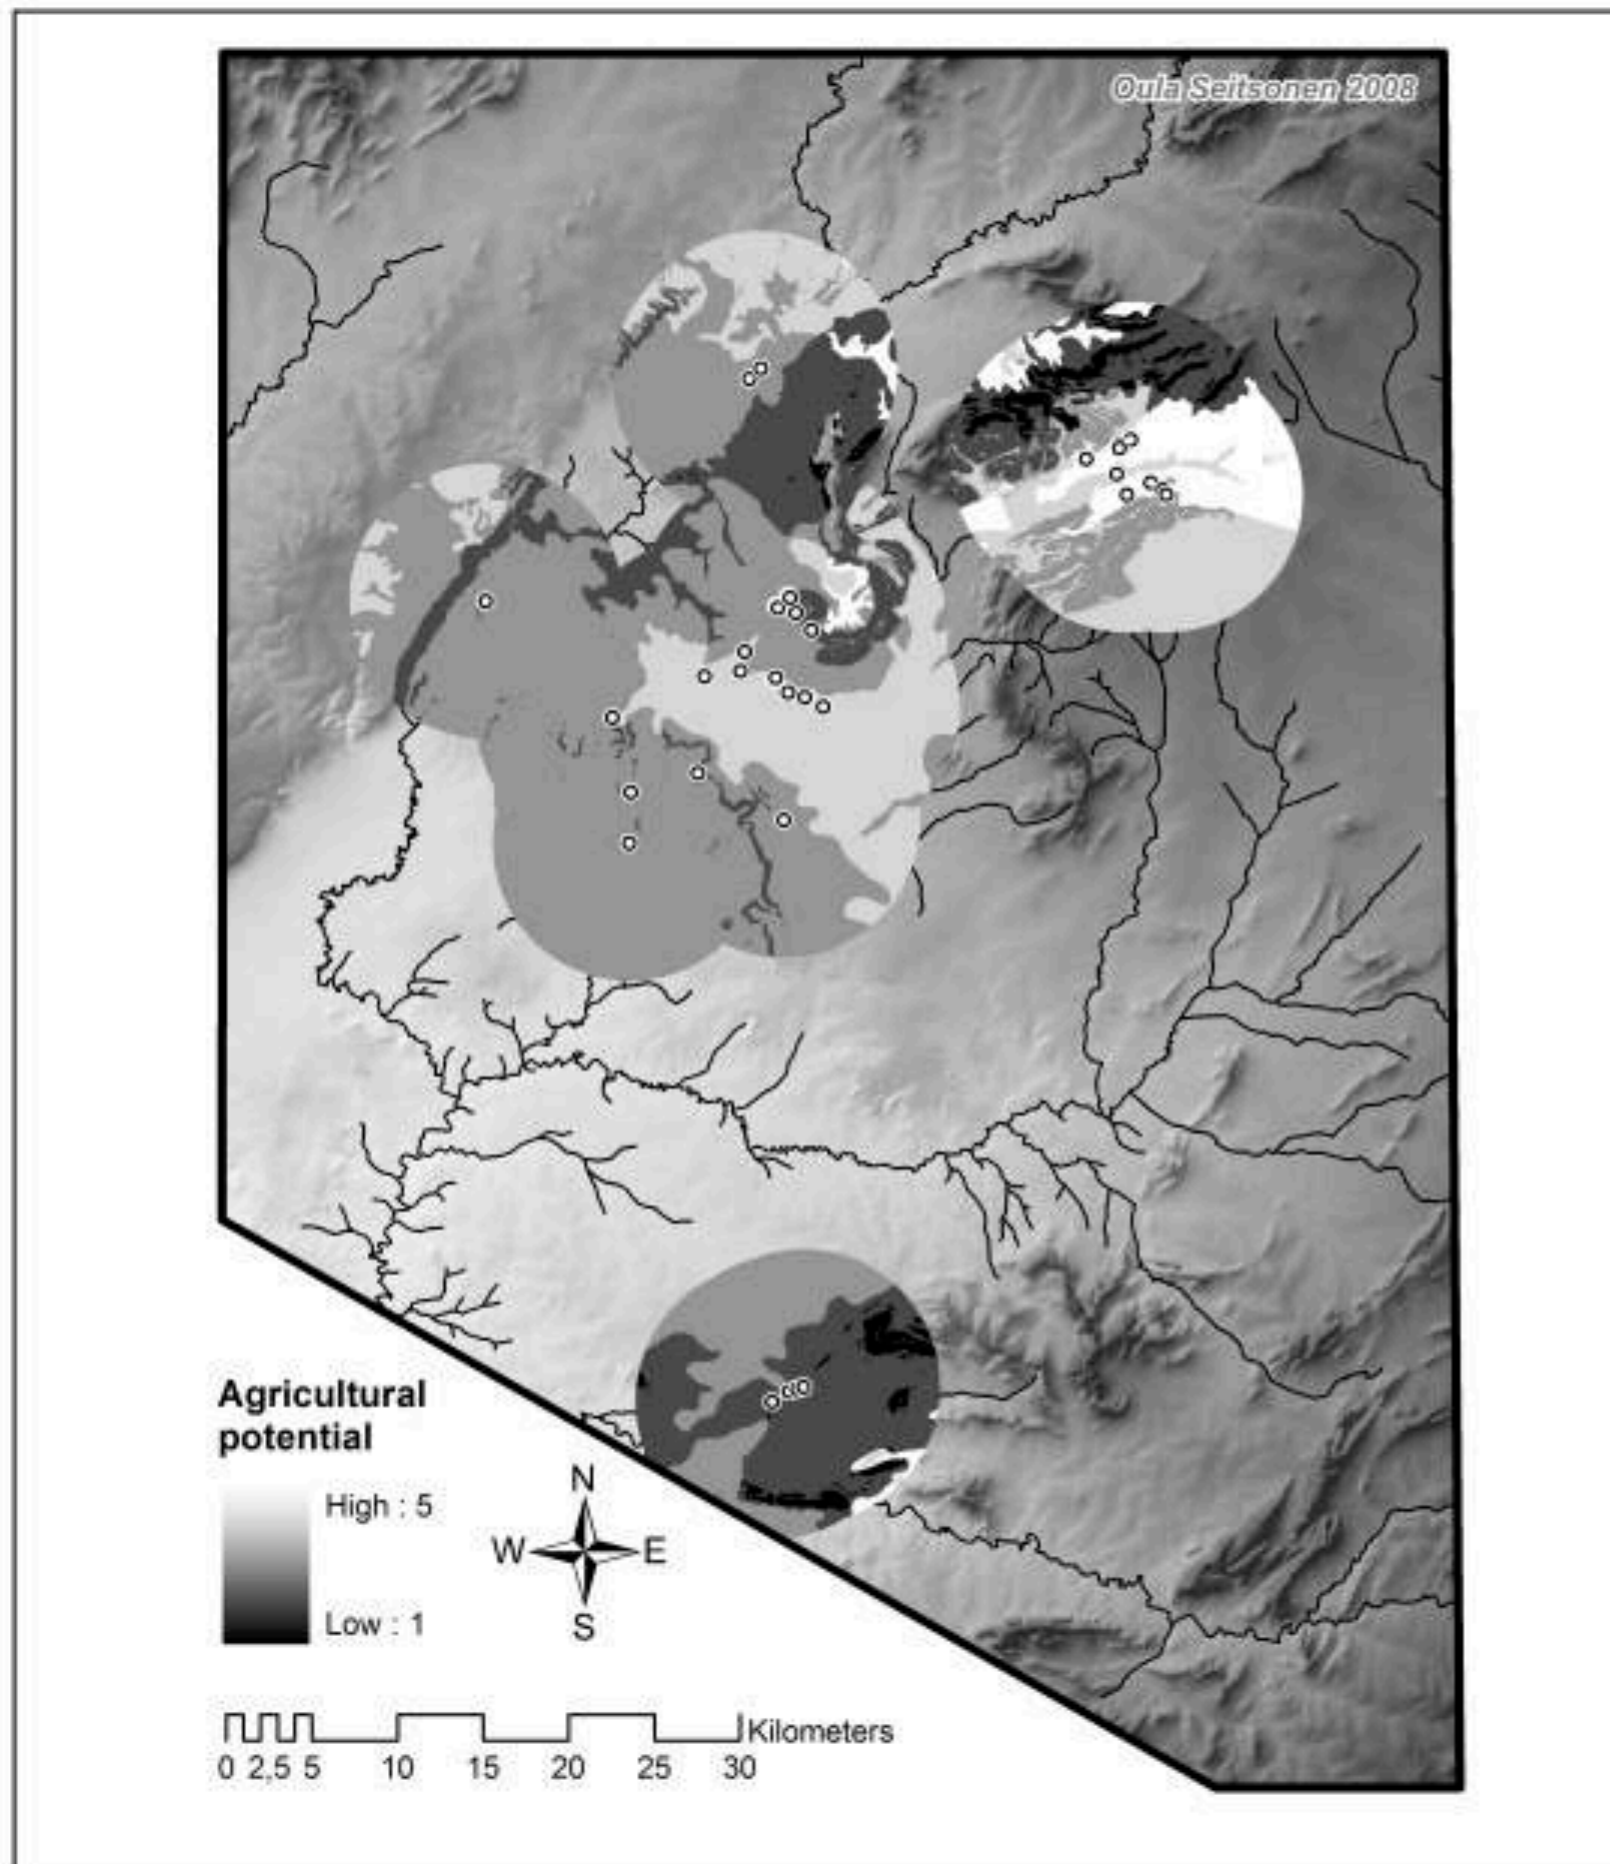 Oula Seitsonen 2008
Agricultural
potential
High : 5
Low : 1
N
W E
S
Kilometers
0 2,5 5 10 15 20 25 30